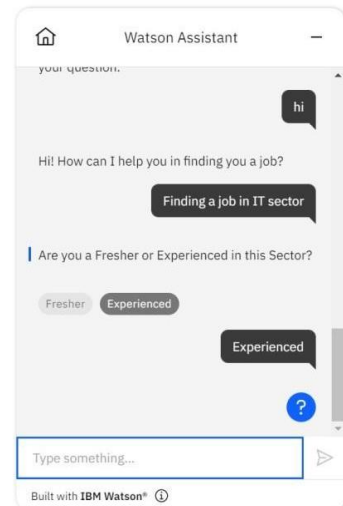 Watson Assistant
your question.
hi
Hi! How can I help you in finding you a job?
Finding a job in IT sector
Are you a Fresher or Experienced in this Sector?
Fresher Experienced
Experienced
?
Type something...
Built with IBM Watson®